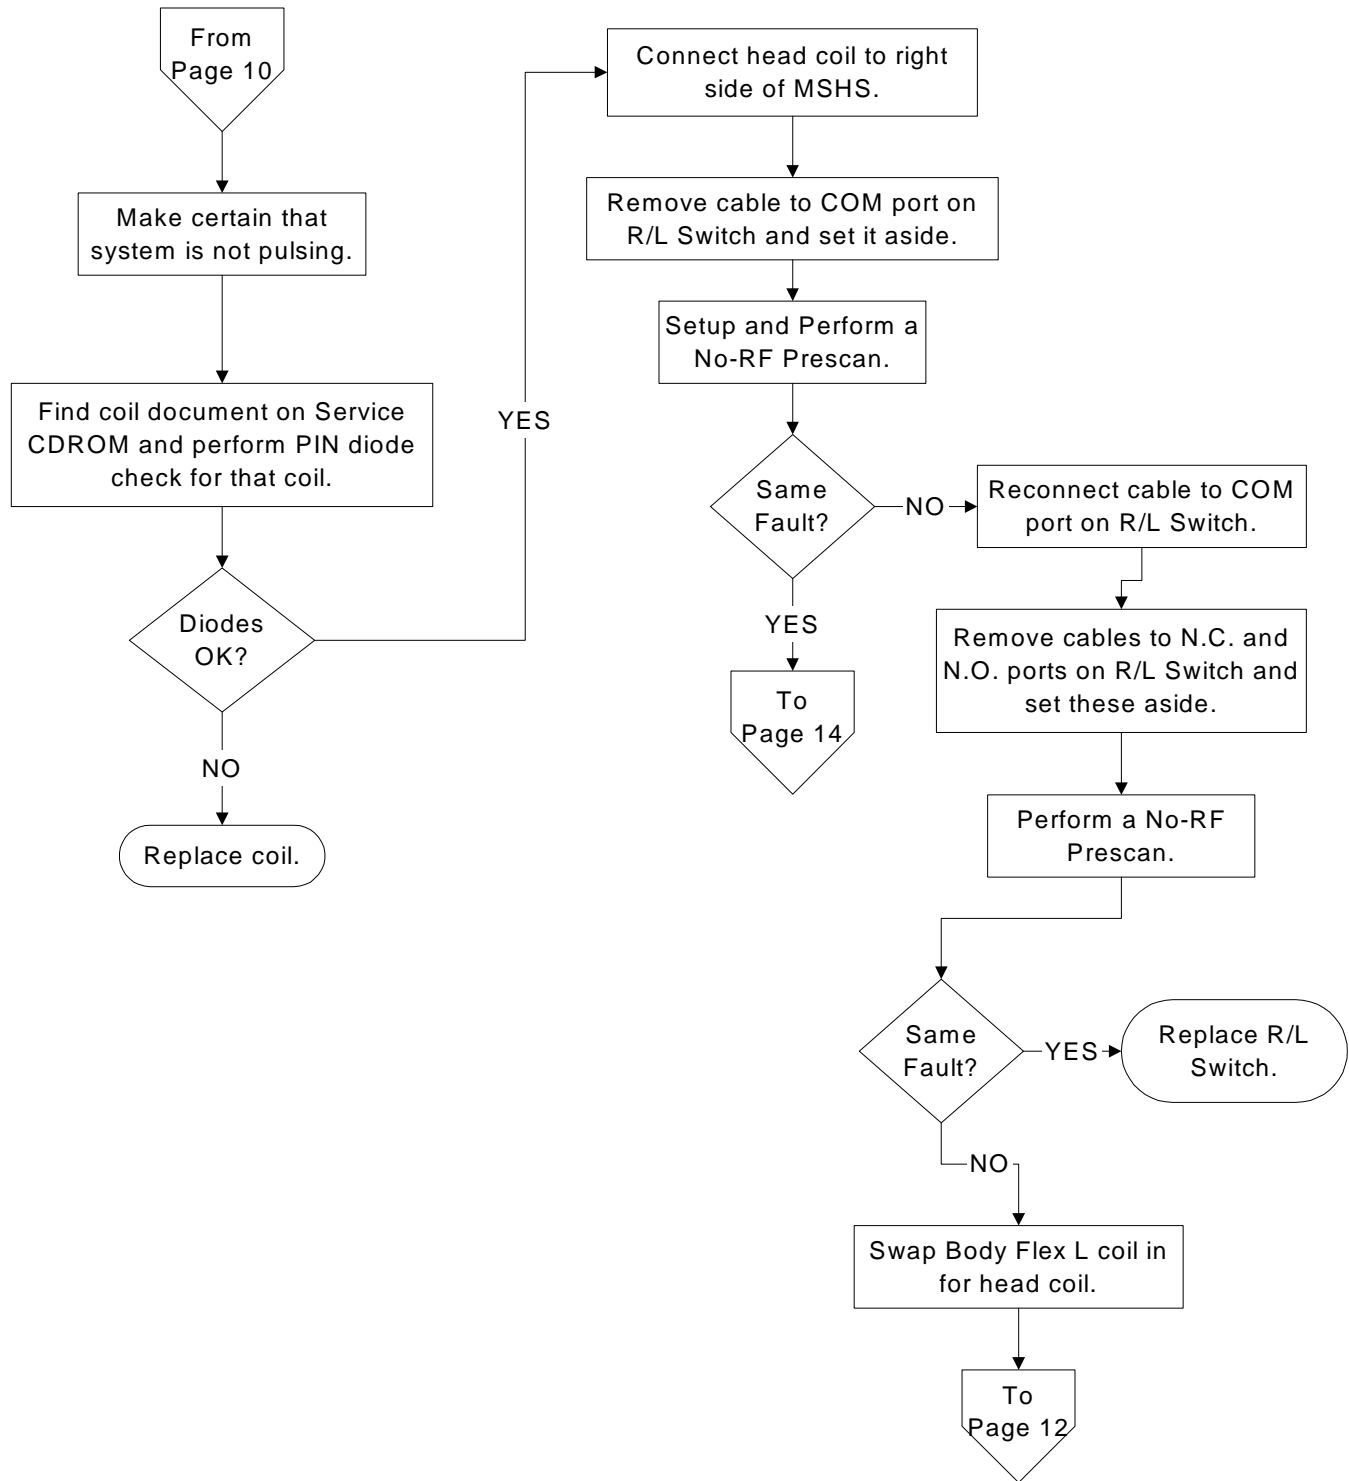 From
Page 10
Make certain that
system is not pulsing.
Find coil document on Service
CDROM and perform PIN diode
check for that coil.
Diodes
OK?
NO
Replace coil.
YES
Connect head coil to right
side of MSHS.
Remove cable to COM port on
R/L Switch and set it aside.
Setup and Perform a
No-RF Prescan.
Same
Fault?
YES
To
Page 14
NO
Reconnect cable to COM
port on R/L Switch.
Remove cables to N.C. and
N.O. ports on R/L Switch and
set these aside.
Perform a No-RF
Prescan.
Same
Fault?
YES
Replace R/L
Switch.
NO
Swap Body Flex L coil in
for head coil.
To
Page 12